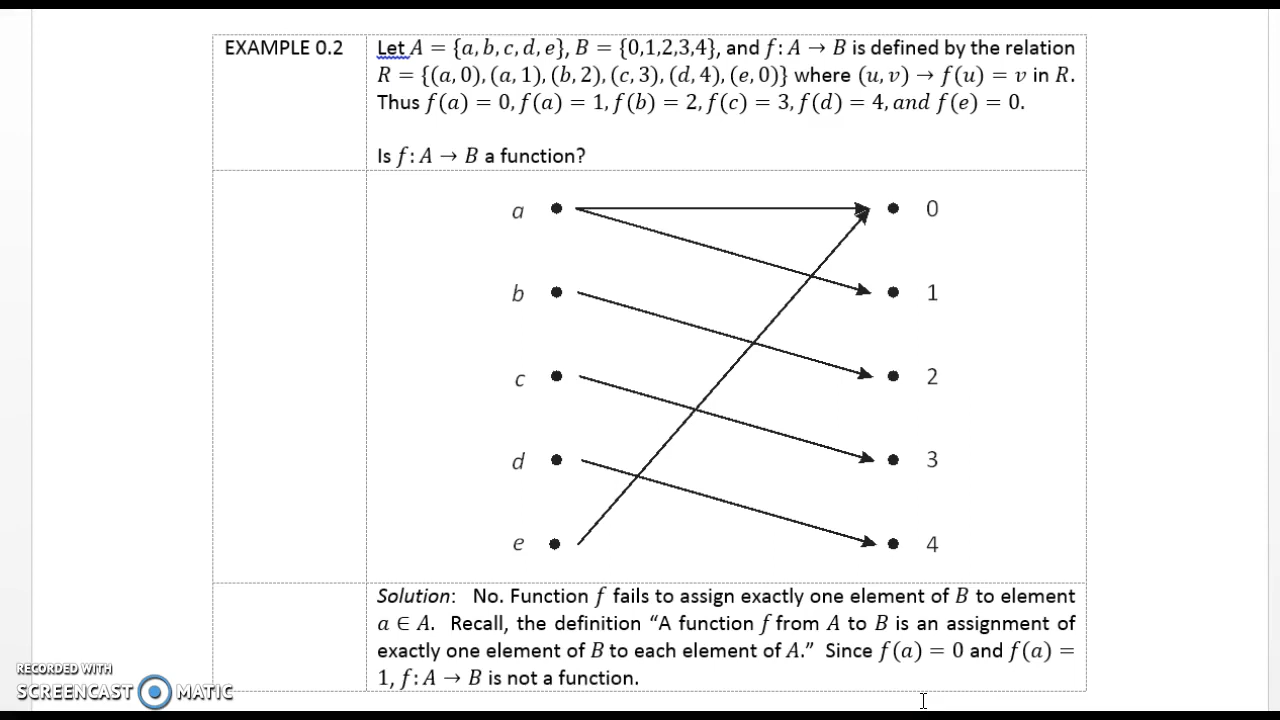 EXAMPLE 0.2
Let A = {a, b, c, d, e}, B = {0,1,2,3,4}, and f: A → B is defined by the relation
R = {(a, 0), (a, 1), (b, 2), (c, 3), (d, 4), (e, 0)} where (u, v) → f(u) = v in R.
Thus f(a) = 0, f(a) = 1, f(b) = 2, f(c) = 3, f(d) = 4, and f(e) = 0.
Is f: A → B a function?
a 0
b 1
c 2
d 3
e 4
Solution: No. Function f fails to assign exactly one element of B to element
a ∈ A. Recall, the definition “A function f from A to B is an assignment of
exactly one element of B to each element of A.” Since f(a) = 0 and f(a) =
1, f: A → B is not a function.
RECORDED WITH
SCREENCAST MATIC